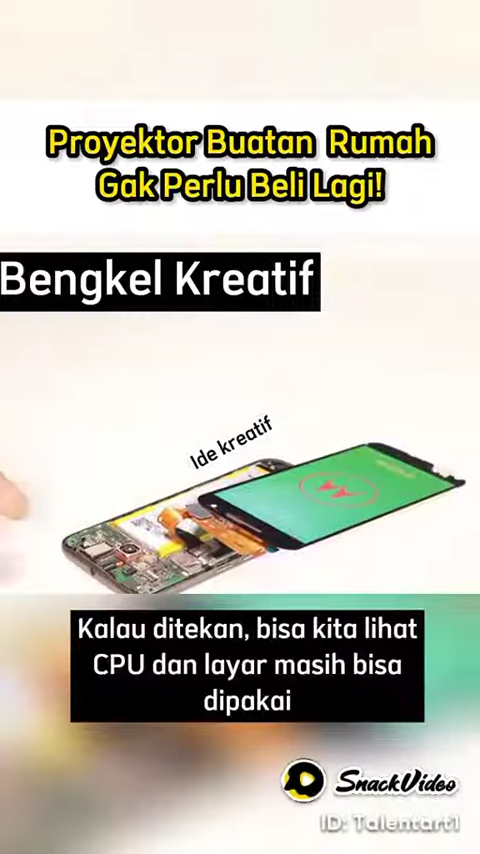 Proyektor Buatan Rumah
Gak Perlu Beli Lagi!
Bengkel Kreatif
Ide kreatif
Kalau ditekan, bisa kita lihat
CPU dan layar masih bisa
dipakai
SnackVideo
ID: Talentart1